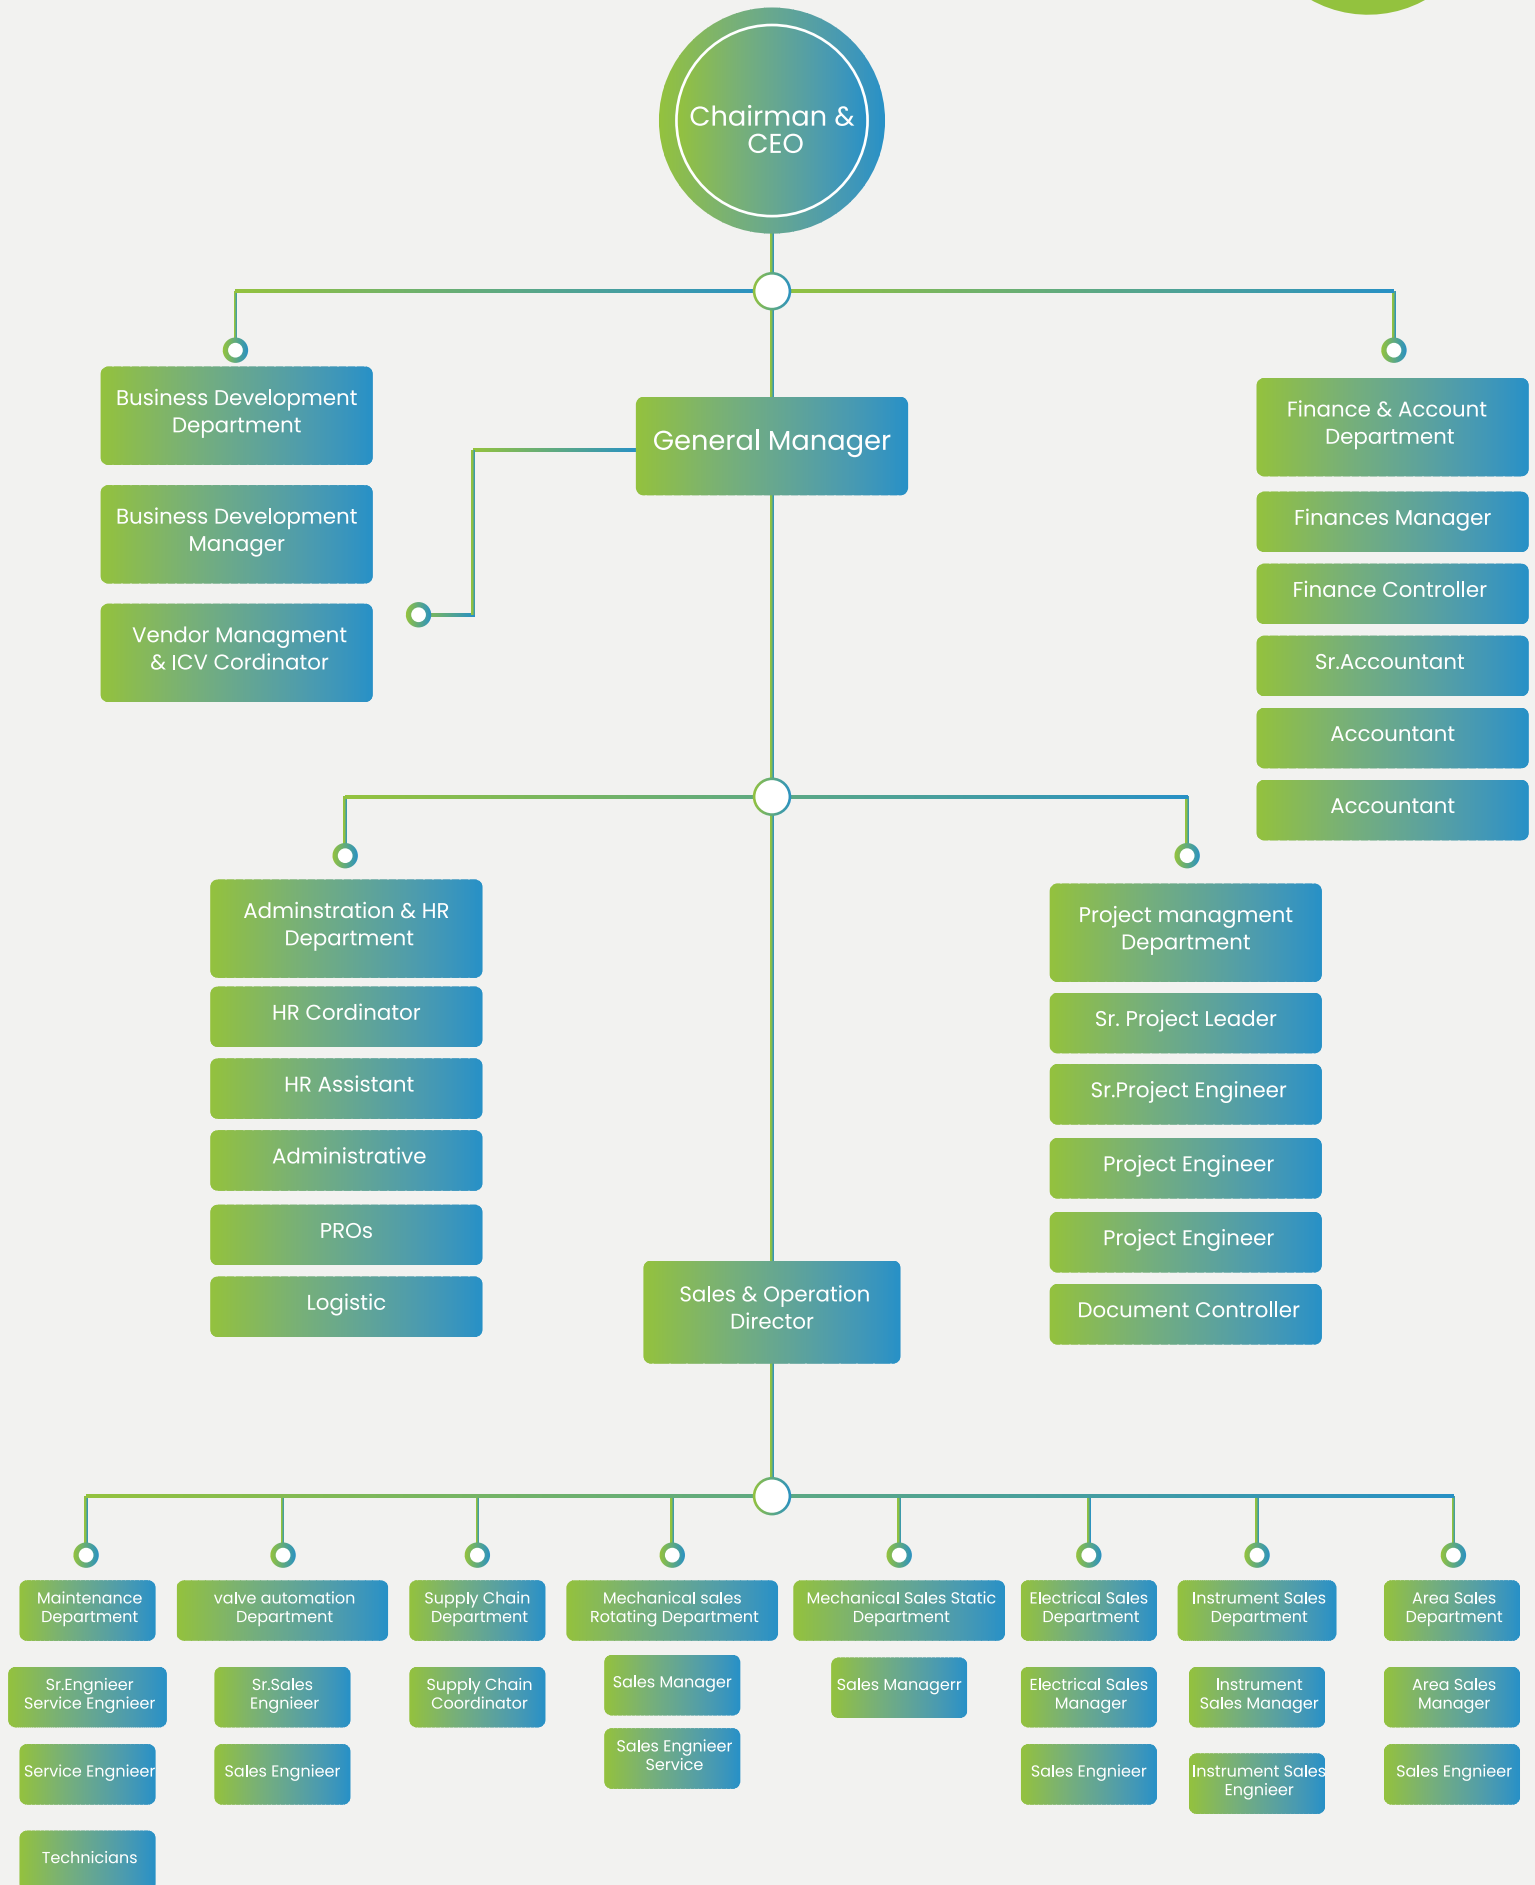 Chairman &
CEO
Business Development
Department
Business Development
Manager
Vendor Managment
& ICV Cordinator
General Manager
Finance & Account
Department
Finances Manager
Finance Controller
Sr.Accountant
Accountant
Accountant
Adminstration & HR
Department
HR Cordinator
HR Assistant
Administrative
PROs
Logistic
Project managment
Department
Sr. Project Leader
Sr.Project Engineer
Project Engineer
Project Engineer
Document Controller
Sales & Operation
Director
Maintenance
Department
Sr.Engnieer
Service Engnieer
Service Engnieer
Technicians
valve automation
Department
Sr.Sales
Engnieer
Sales Engnieer
Supply Chain
Department
Supply Chain
Coordinator
Mechanical sales
Rotating Department
Sales Manager
Sales Engnieer
Service
Mechanical Sales Static
Department
Sales Managerr
Electrical Sales
Department
Electrical Sales
Manager
Sales Engnieer
Instrument Sales
Department
Instrument
Sales Manager
Instrument Sales
Engnieer
Area Sales
Department
Area Sales
Manager
Sales Engnieer